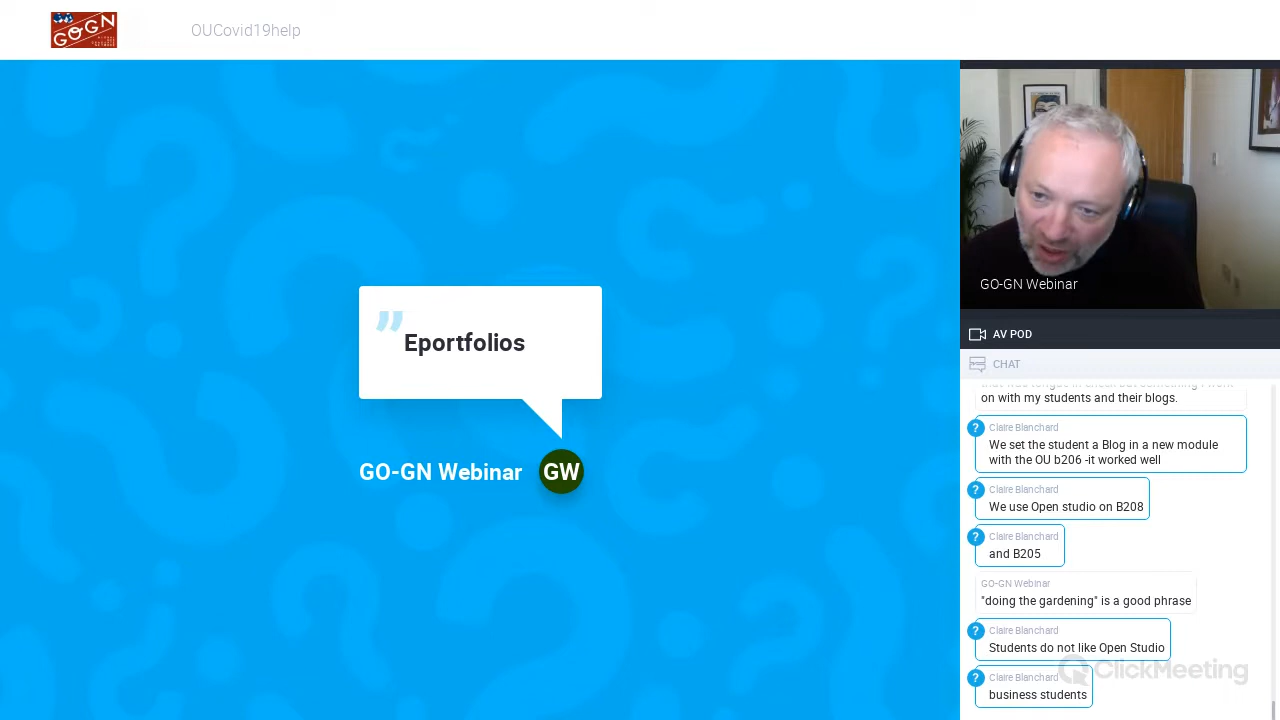 GO-GN
OUCovid19help
Eportfolios
GO-GN Webinar
GW
GO-GN Webinar
AV POD
CHAT
on with my students and their blogs.
?
Claire Blanchard
We set the student a Blog in a new module
with the OU b206 -it worked well
?
Claire Blanchard
We use Open studio on B208
?
Claire Blanchard
and B205
GO-GN Webinar
"doing the gardening" is a good phrase
?
Claire Blanchard
Students do not like Open Studio
?
Claire Blanchard
business students
ClickMeeting